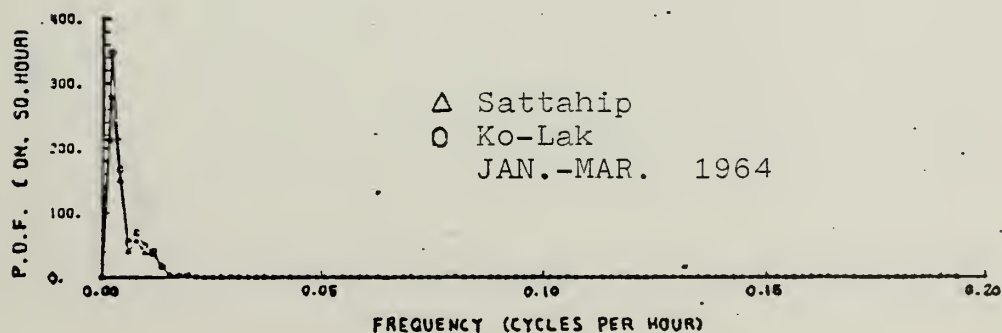 400.
300.
200.
100.
0.
P.D.F. (DM. SQ.HOUR)
Δ Sattahip
O Ko-Lak
JAN.-MAR. 1964
0.00 0.05 0.10 0.15 0.20
FREQUENCY (CYCLES PER HOUR)